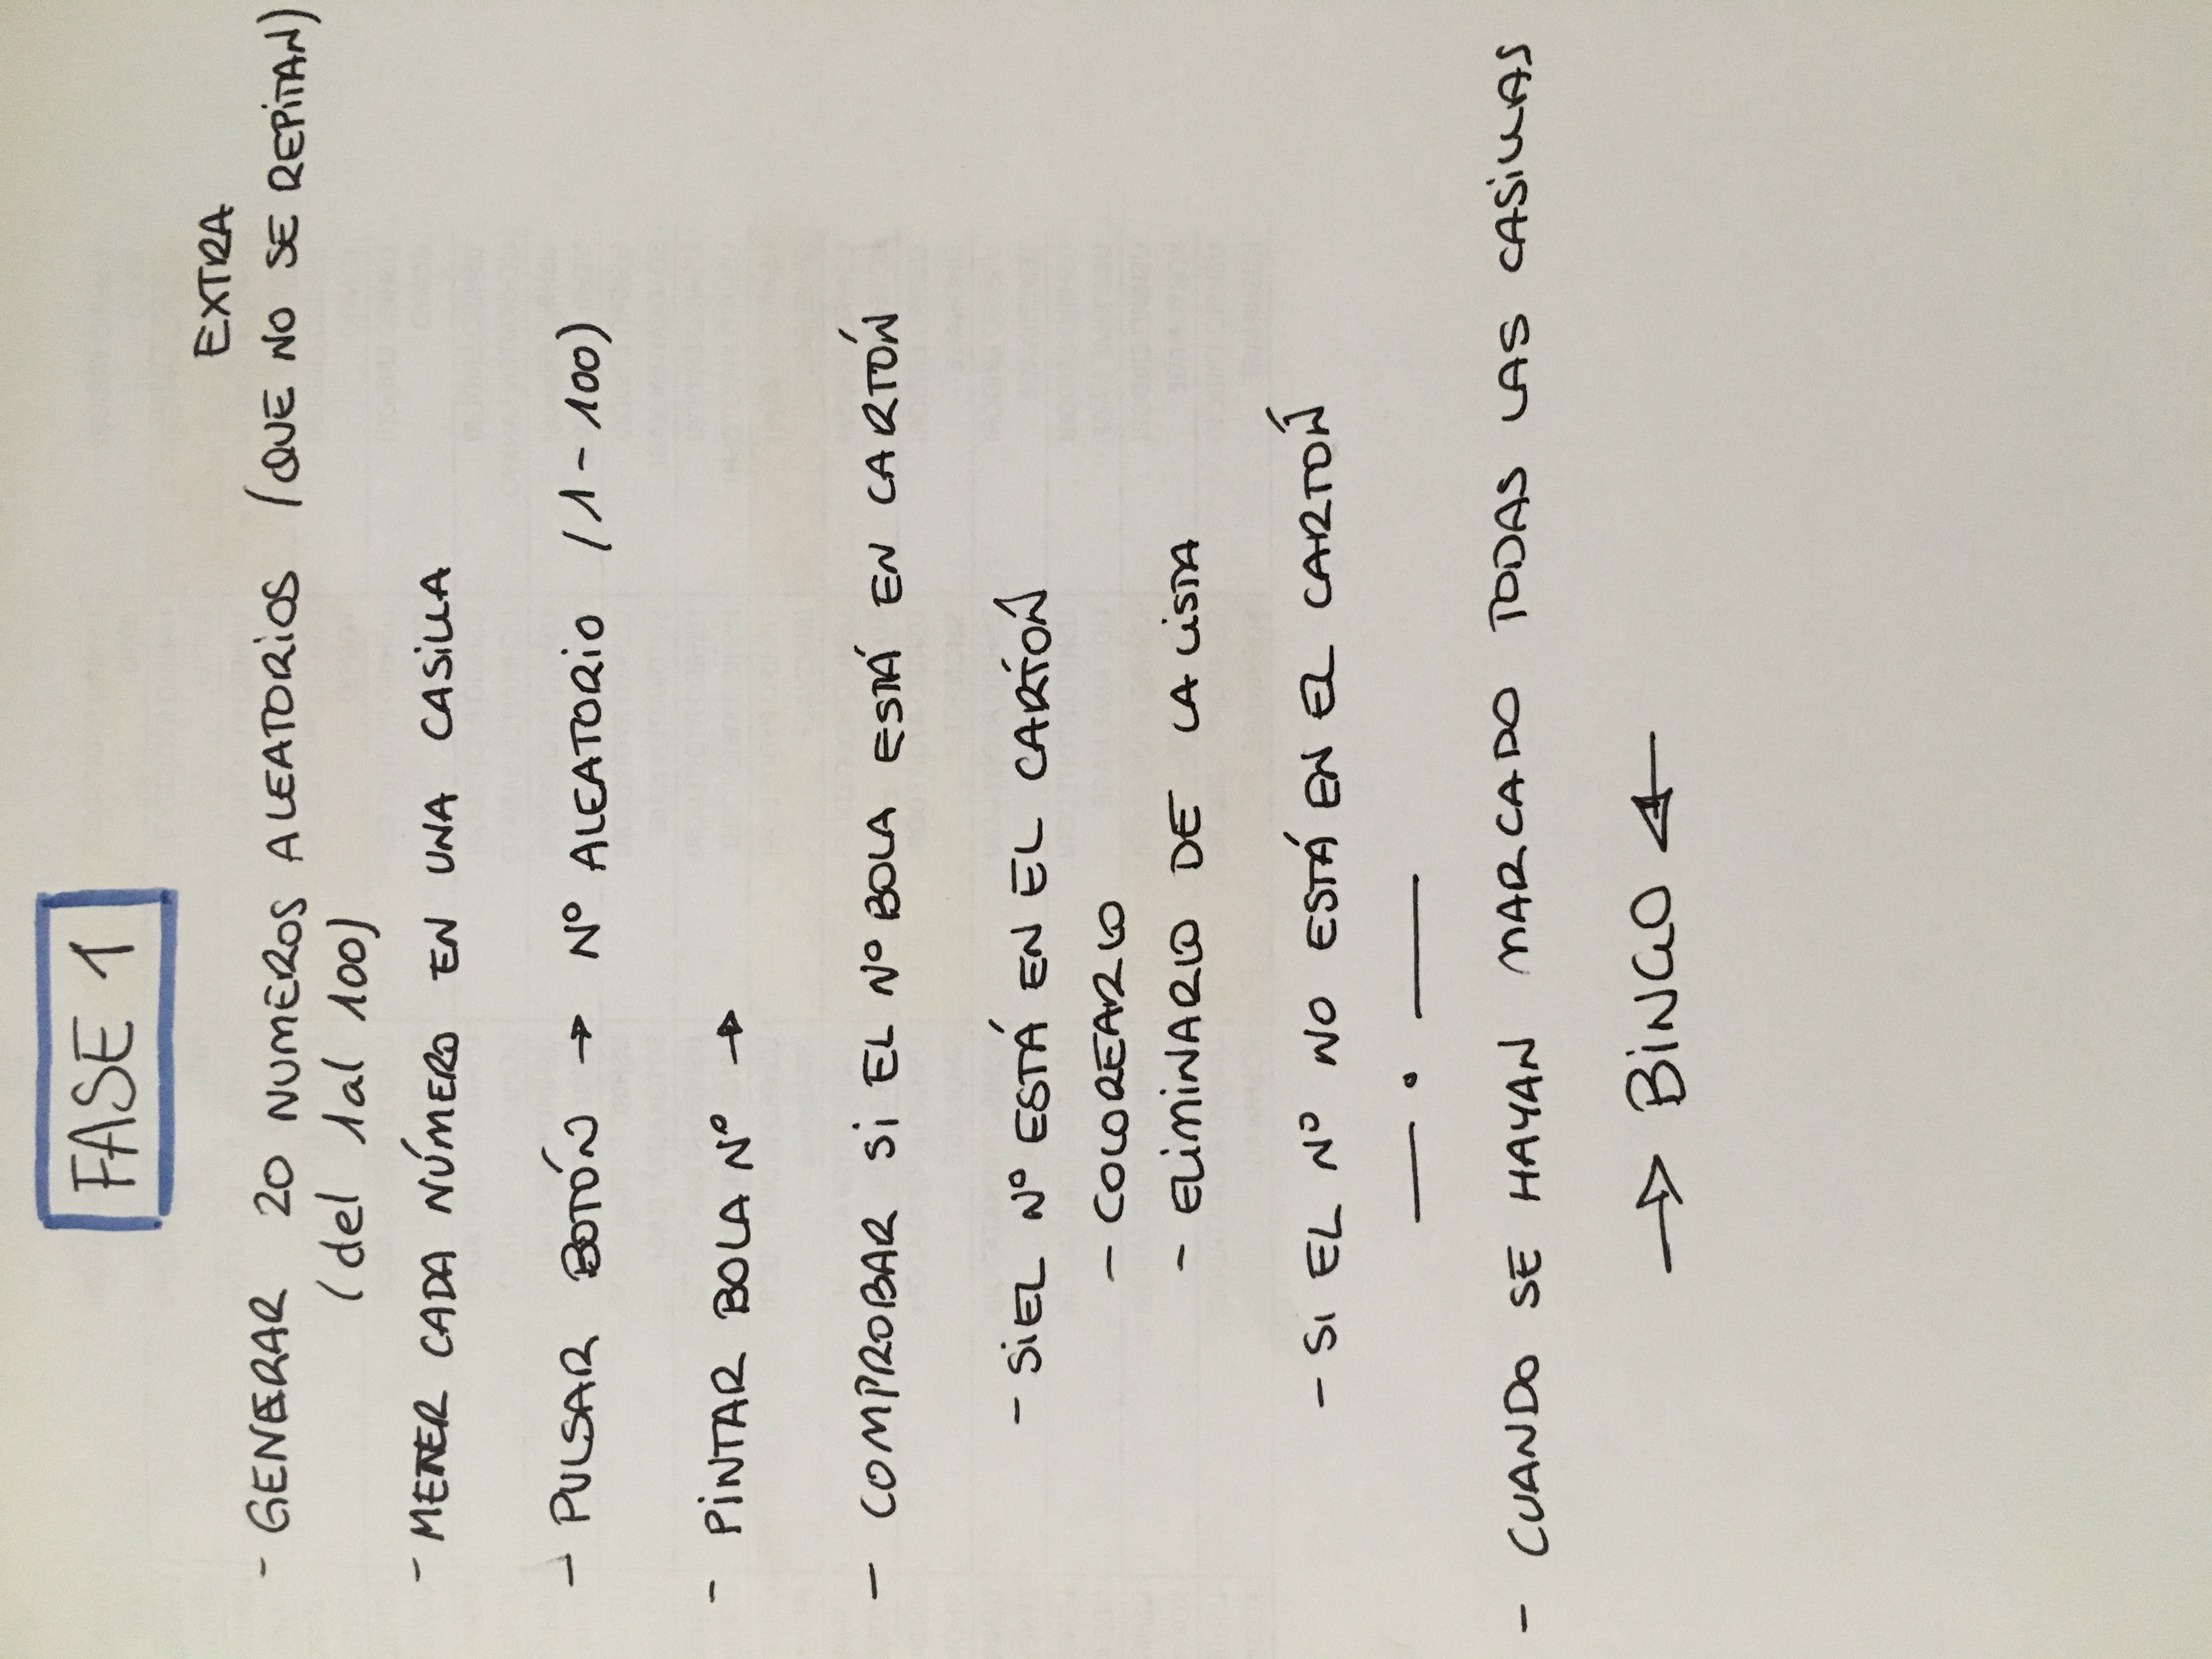 FASE 1
EXTRA
- GENERAR 20 NUMEROS ALEATORIOS (QUE NO SE REPITAN)
(del 1 al 100)
- METER CADA NÚMERO EN UNA CASILLA
- PULSAR BOTÓN → Nº ALEATORIO (1-100)
- PINTAR BOLA Nº →
- COMPROBAR SI EL Nº BOLA ESTÁ EN CARTÓN
- SI EL Nº ESTÁ EN EL CARTÓN
- COLOREARLO
- ELIMINARLO DE LA LISTA
- SI EL Nº NO ESTÁ EN EL CARTÓN
— . —
- CUANDO SE HAYAN MARCADO TODAS LAS CASILLAS
→ BINGO ←